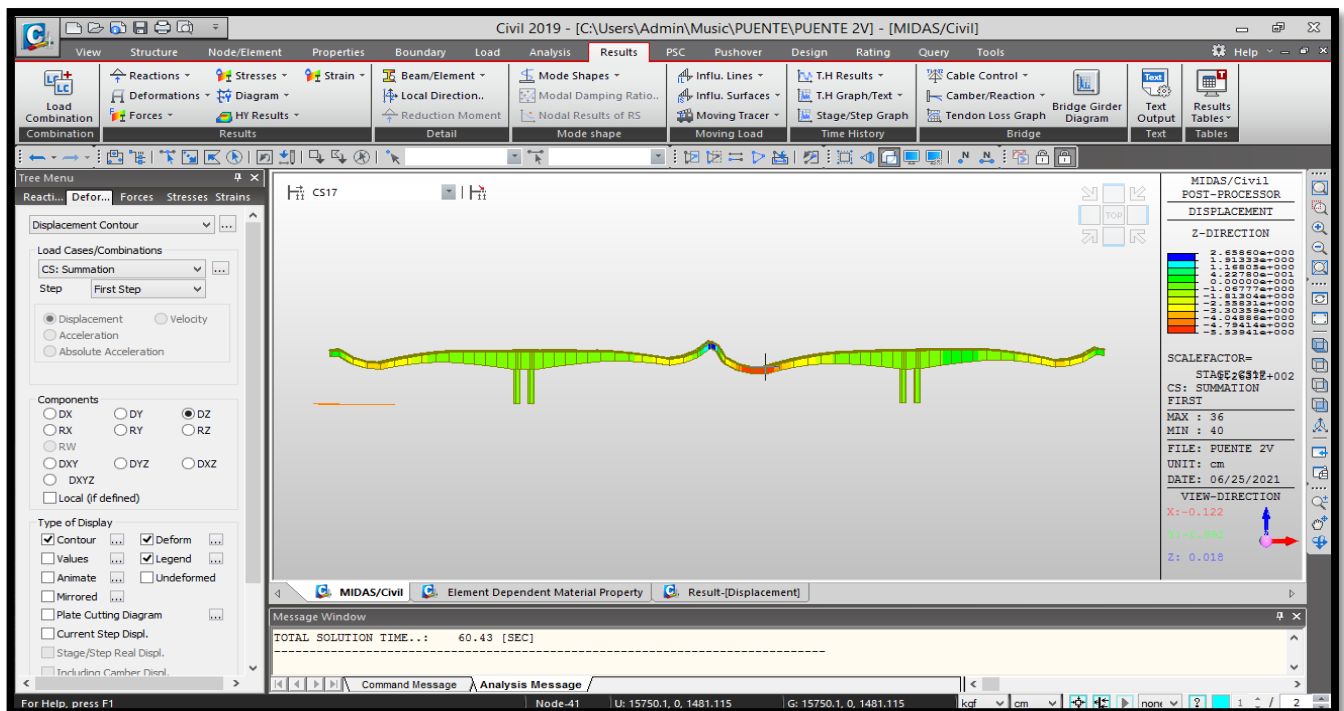 Civil 2019 - [C:\Users\Admin\Music\PUENTE\PUENTE 2V] - [MIDAS/Civil]
View Structure Node/Element Properties Boundary Load Analysis Results PSC Pushover Design Rating Query Tools Help
Load Combination
Reactions Stresses Strain
Deformations Diagram
Forces HY Results
Beam/Element
Local Direction..
Reduction Moment
Mode Shapes
Modal Damping Ratio..
Nodal Results of RS
Influ. Lines
Influ. Surfaces
Moving Tracer
T.H Results
T.H Graph/Text
Stage/Step Graph
Cable Control
Camber/Reaction
Tendon Loss Graph
Bridge Girder Diagram
Text
Text Output
Results Tables
Combination Results Detail Mode shape Moving Load Time History Bridge Text Tables
Tree Menu
Reacti... Defor... Forces Stresses Strains
Displacement Contour
Load Cases/Combinations
CS: Summation
Step First Step
Displacement Velocity
Acceleration
Absolute Acceleration
Components
DX DY DZ
RX RY RZ
RW
DXY DYZ DXZ
DXYZ
Local (if defined)
Type of Display
Contour Deform
Values Legend
Animate Undeformed
Mirrored
Plate Cutting Diagram
Current Step Displ.
Stage/Step Real Displ.
Including Camber Displ.
CS17
TOP
MIDAS/Civil
POST-PROCESSOR
DISPLACEMENT
Z-DIRECTION
2.65860e+000
1.91333e+000
1.16805e+000
4.22780e-001
0.00000e+000
-1.06777e+000
-1.81304e+000
-2.55831e+000
-3.30359e+000
-4.04886e+000
-4.79414e+000
-5.53941e+000
SCALEFACTOR=
CS: SUMMATION
FIRST
MAX : 36
MIN : 40
FILE: PUENTE 2V
UNIT: cm
DATE: 06/25/2021
VIEW-DIRECTION
X:-0.122
Z: 0.018
MIDAS/Civil Element Dependent Material Property Result-[Displacement]
Message Window
TOTAL SOLUTION TIME..: 60.43 [SEC]
Command Message Analysis Message
For Help, press F1 Node-41 U: 15750.1, 0, 1481.115 G: 15750.1, 0, 1481.115 kgf cm none 1 / 2